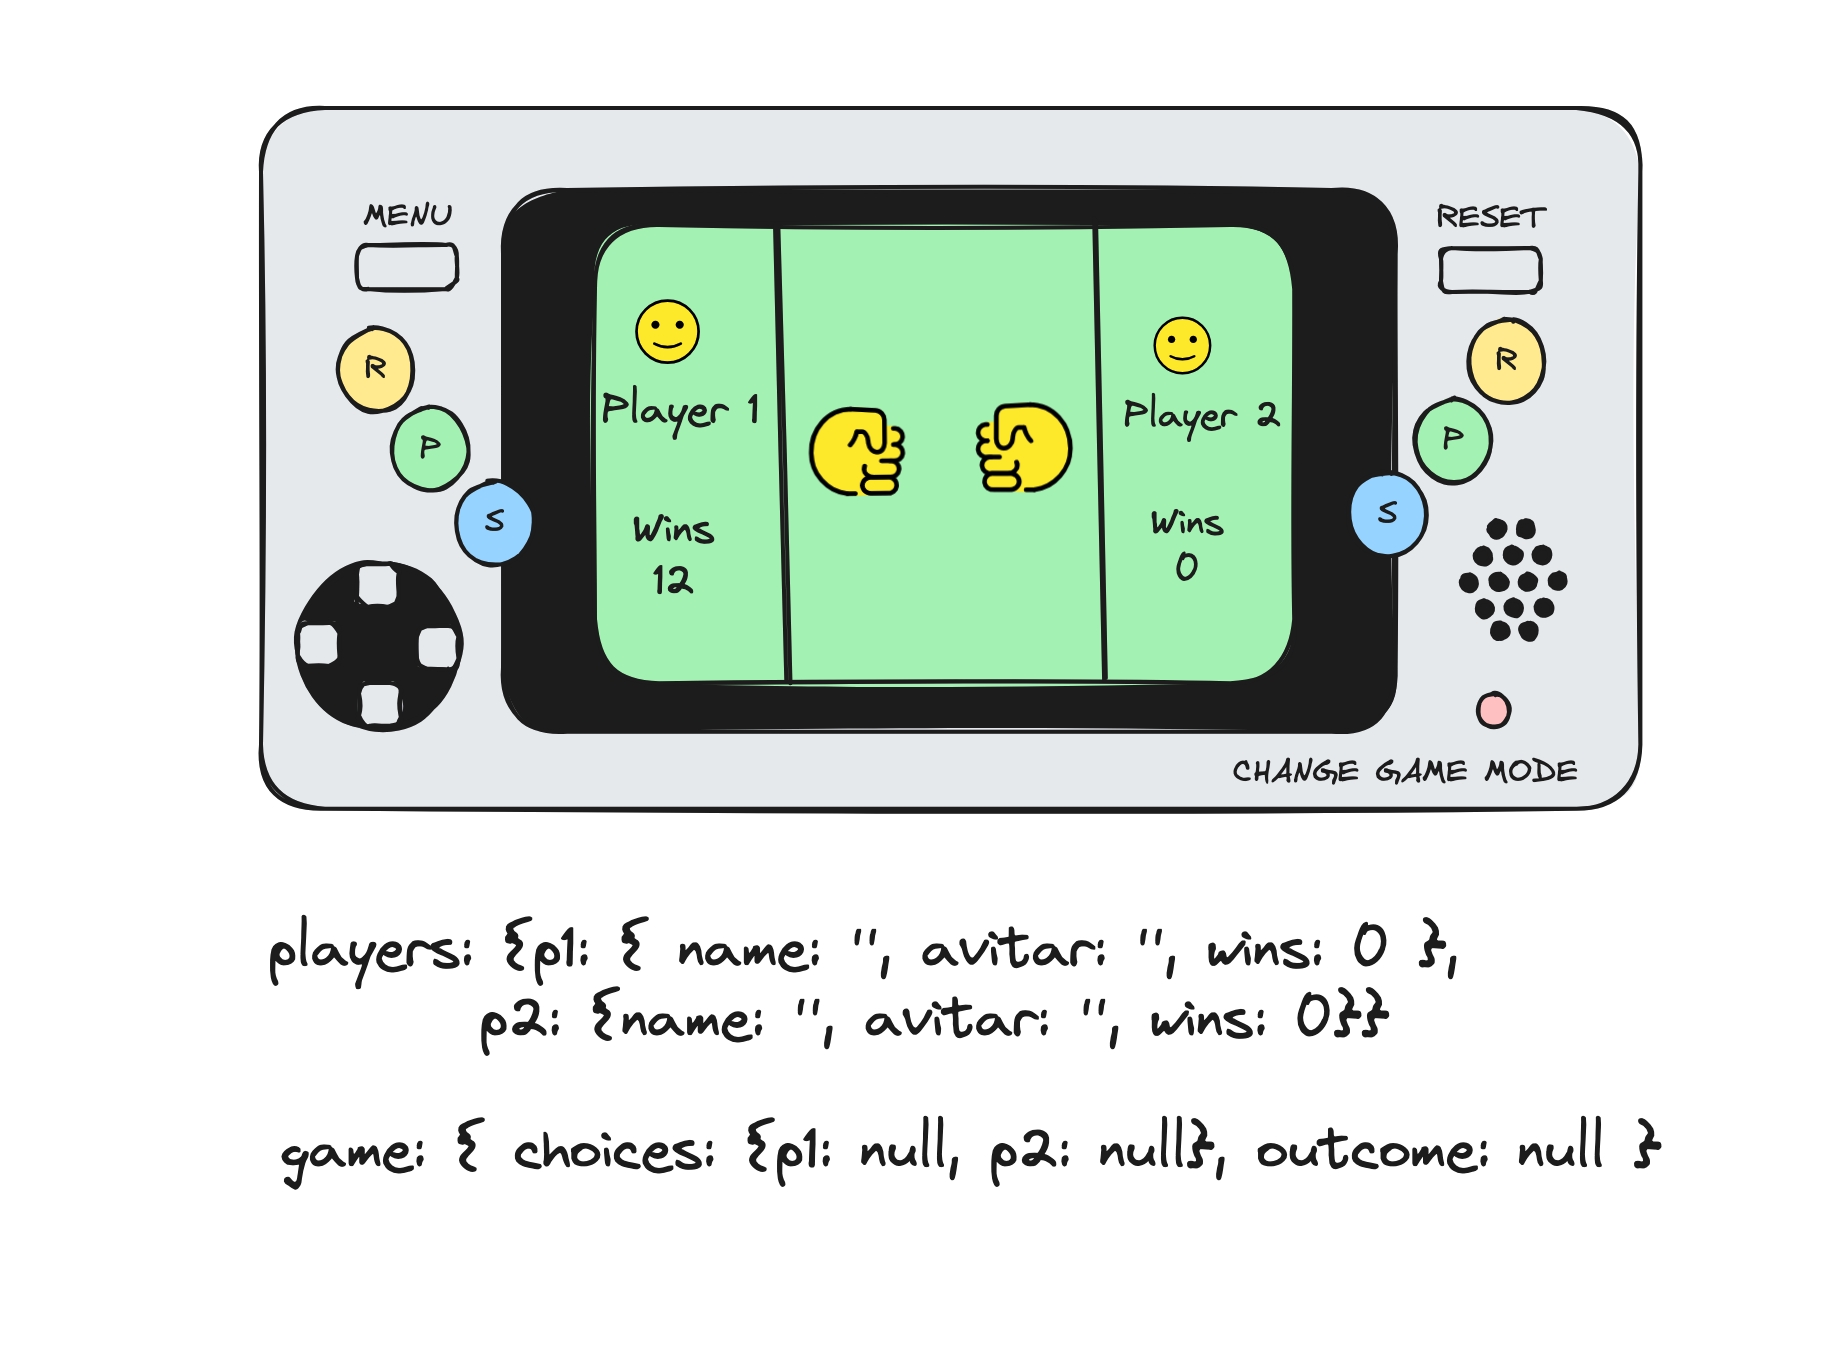 MENU
RESET
R
P
S
R
P
S
Player 1
Wins
12
Player 2
Wins
0
CHANGE GAME MODE
players: {p1: { name: '', avitar: '', wins: 0 },
p2: {name: '', avitar: '', wins: 0}}
game: { choices: {p1: null, p2: null}, outcome: null }